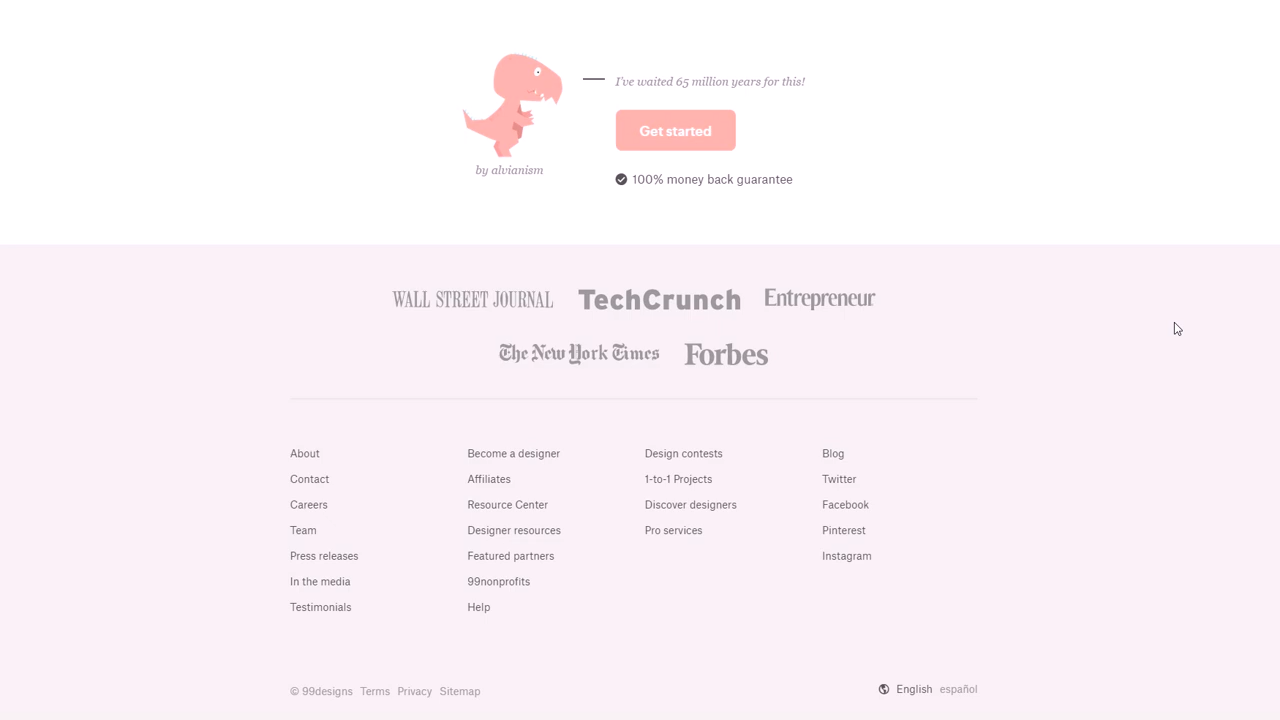 I've waited 65 million years for this!
Get started
by alvianism
100% money back guarantee
WALL STREET JOURNAL
TechCrunch
Entrepreneur
The New York Times
Forbes
About
Contact
Careers
Team
Press releases
In the media
Testimonials
Become a designer
Affiliates
Resource Center
Designer resources
Featured partners
99nonprofits
Help
Design contests
1-to-1 Projects
Discover designers
Pro services
Blog
Twitter
Facebook
Pinterest
Instagram
© 99designs Terms Privacy Sitemap
English español